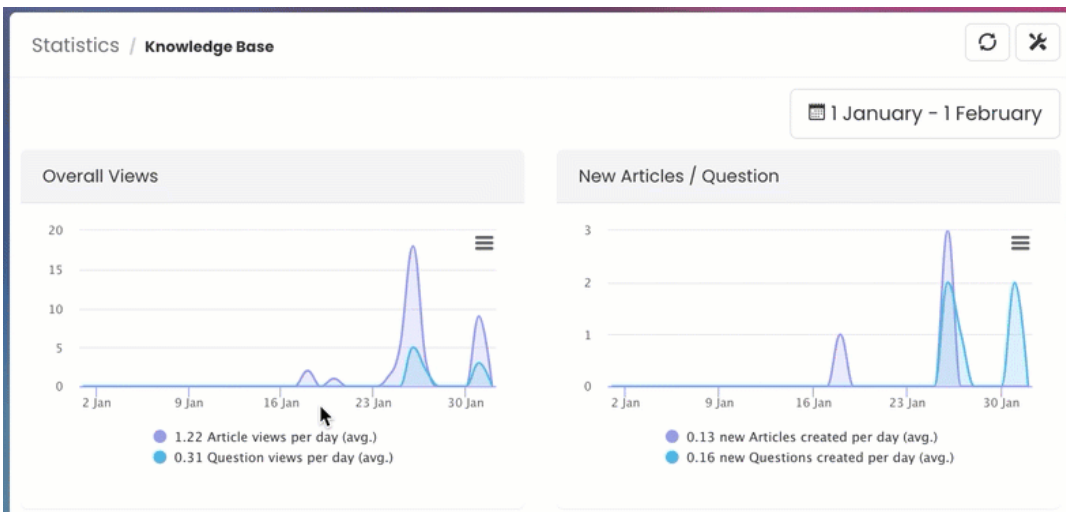 Statistics / Knowledge Base
1 January - 1 February
Overall Views
20
15
10
5
0
2 Jan 9 Jan 16 Jan 23 Jan 30 Jan
1.22 Article views per day (avg.)
0.31 Question views per day (avg.)
New Articles / Question
3
2
1
0
2 Jan 9 Jan 16 Jan 23 Jan 30 Jan
0.13 new Articles created per day (avg.)
0.16 new Questions created per day (avg.)